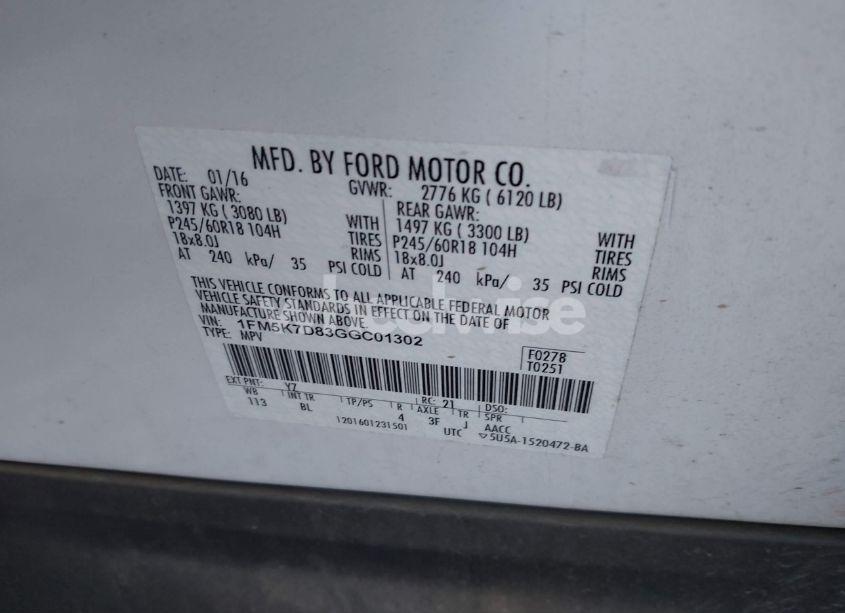 MFD. BY FORD MOTOR CO.
DATE: 01/16 GVWR: 2776 KG ( 6120 LB)
FRONT GAWR: REAR GAWR:
1397 KG ( 3080 LB) WITH 1497 KG ( 3300 LB) WITH
P245/60R18 104H TIRES P245/60R18 104H TIRES
18x8.0J RIMS 18x8.0J RIMS
AT 240 kPa/ 35 PSI COLD AT 240 kPa/ 35 PSI COLD
THIS VEHICLE CONFORMS TO ALL APPLICABLE FEDERAL MOTOR
VEHICLE SAFETY STANDARDS IN EFFECT ON THE DATE OF
MANUFACTURE SHOWN ABOVE.
VIN: 1FM5K7D83GGC01302
TYPE: MPV
F0278
T0251
EXT PNT: YZ RC: 21 DSO:
WB INT TR TP/PS R AXLE TR SPR
113 BL 4 3F J AACC
1201601231501 UTC ▽5U5A-1520472-BA